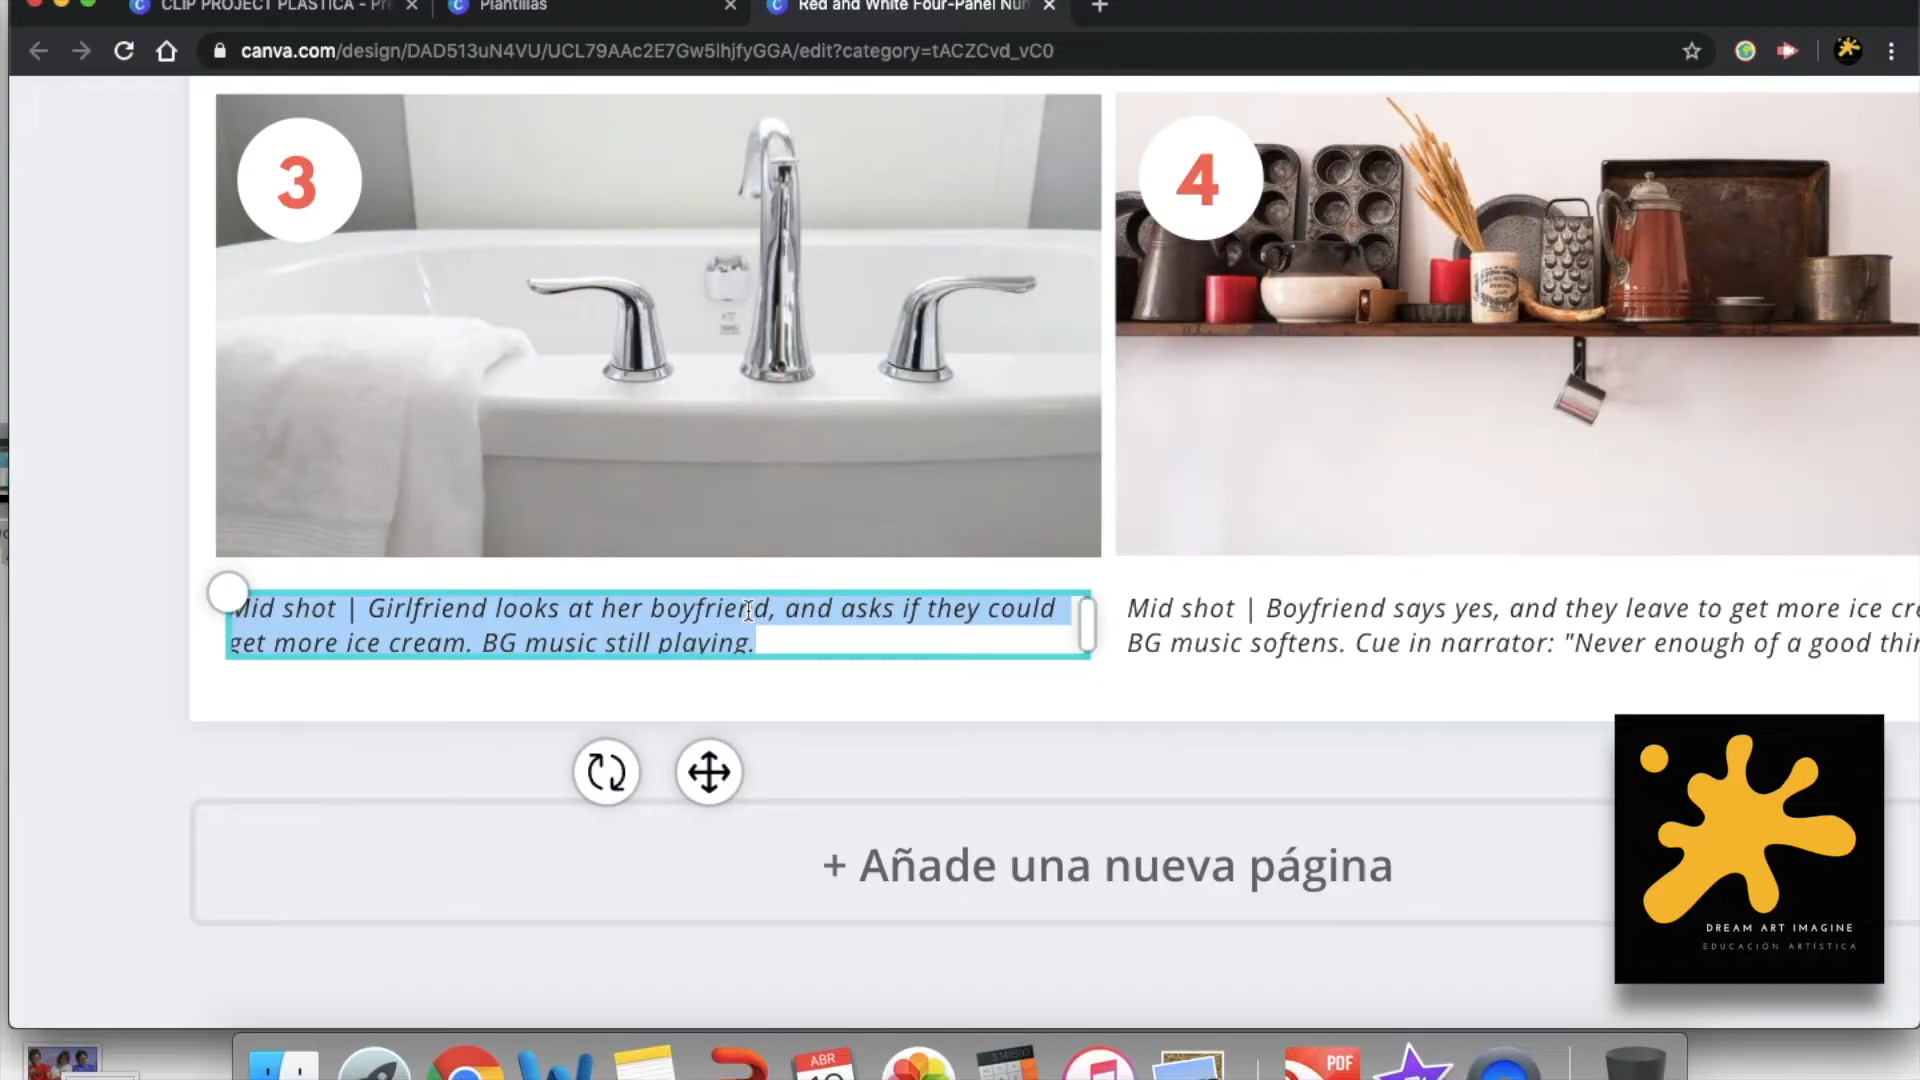 CLIP PROJECT PLASTICA - Pre
Plantillas
Red and White Four-Panel Num
canva.com/design/DAD513uN4VU/UCL79AAc2E7Gw5lhjfyGGA/edit?category=tACZCvd_vC0
3
4
Mid shot | Girlfriend looks at her boyfriend, and asks if they could
get more ice cream. BG music still playing.
Mid shot | Boyfriend says yes, and they leave to get more ice cre
BG music softens. Cue in narrator: "Never enough of a good thin
+ Añade una nueva página
DREAM ART IMAGINE
EDUCACIÓN ARTÍSTICA
ABR
PDF